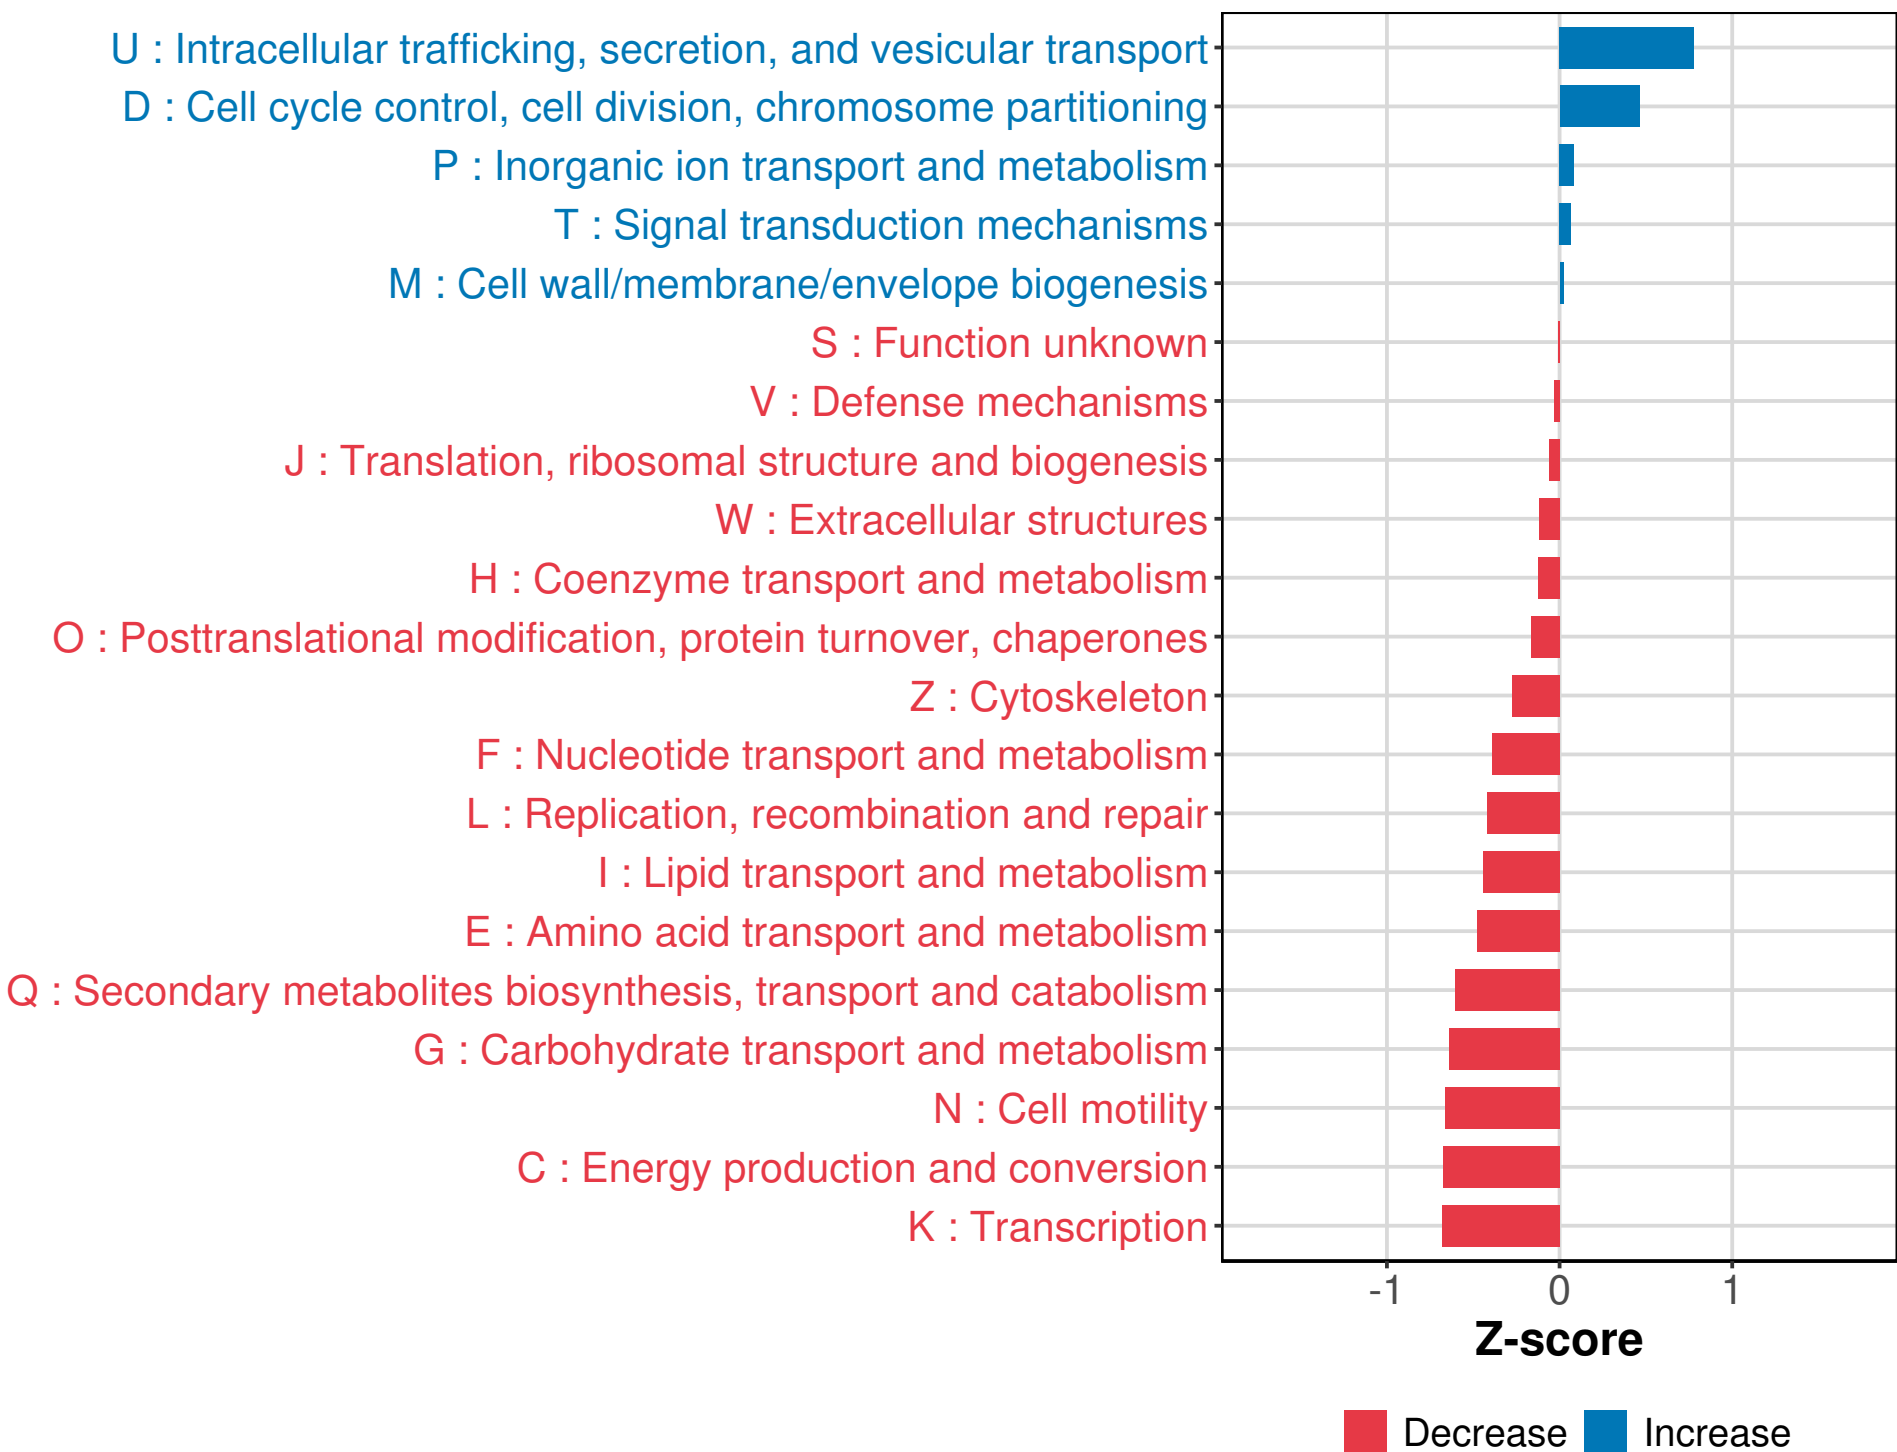 U : Intracellular trafficking, secretion, and vesicular transport
D : Cell cycle control, cell division, chromosome partitioning
P : Inorganic ion transport and metabolism
T : Signal transduction mechanisms
M : Cell wall/membrane/envelope biogenesis
S : Function unknown
V : Defense mechanisms
J : Translation, ribosomal structure and biogenesis
W : Extracellular structures
H : Coenzyme transport and metabolism
O : Posttranslational modification, protein turnover, chaperones
Z : Cytoskeleton
F : Nucleotide transport and metabolism
L : Replication, recombination and repair
I : Lipid transport and metabolism
E : Amino acid transport and metabolism
Q : Secondary metabolites biosynthesis, transport and catabolism
G : Carbohydrate transport and metabolism
N : Cell motility
C : Energy production and conversion
K : Transcription
-1 0 1
Z-score
Decrease Increase